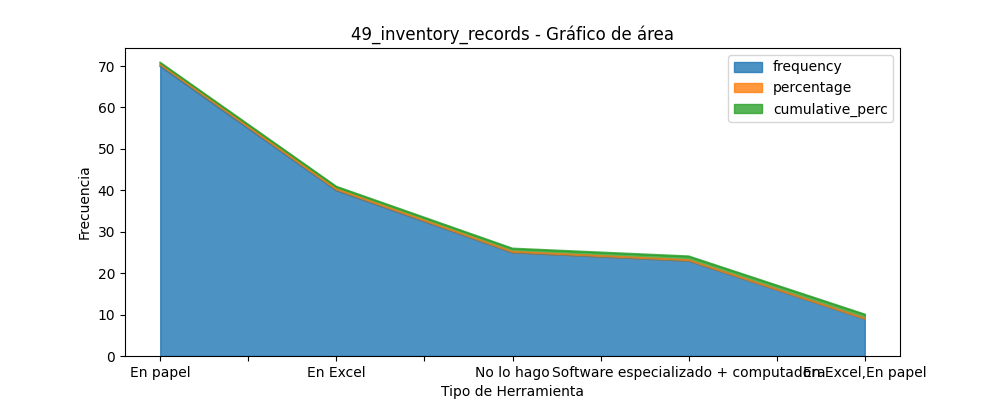 49_inventory_records - Gráfico de área
frequency
percentage
cumulative_perc
Frecuencia
70
60
50
40
30
20
10
0
En papel
En Excel
No lo hago
Software especializado + computadora
En Excel,En papel
Tipo de Herramienta